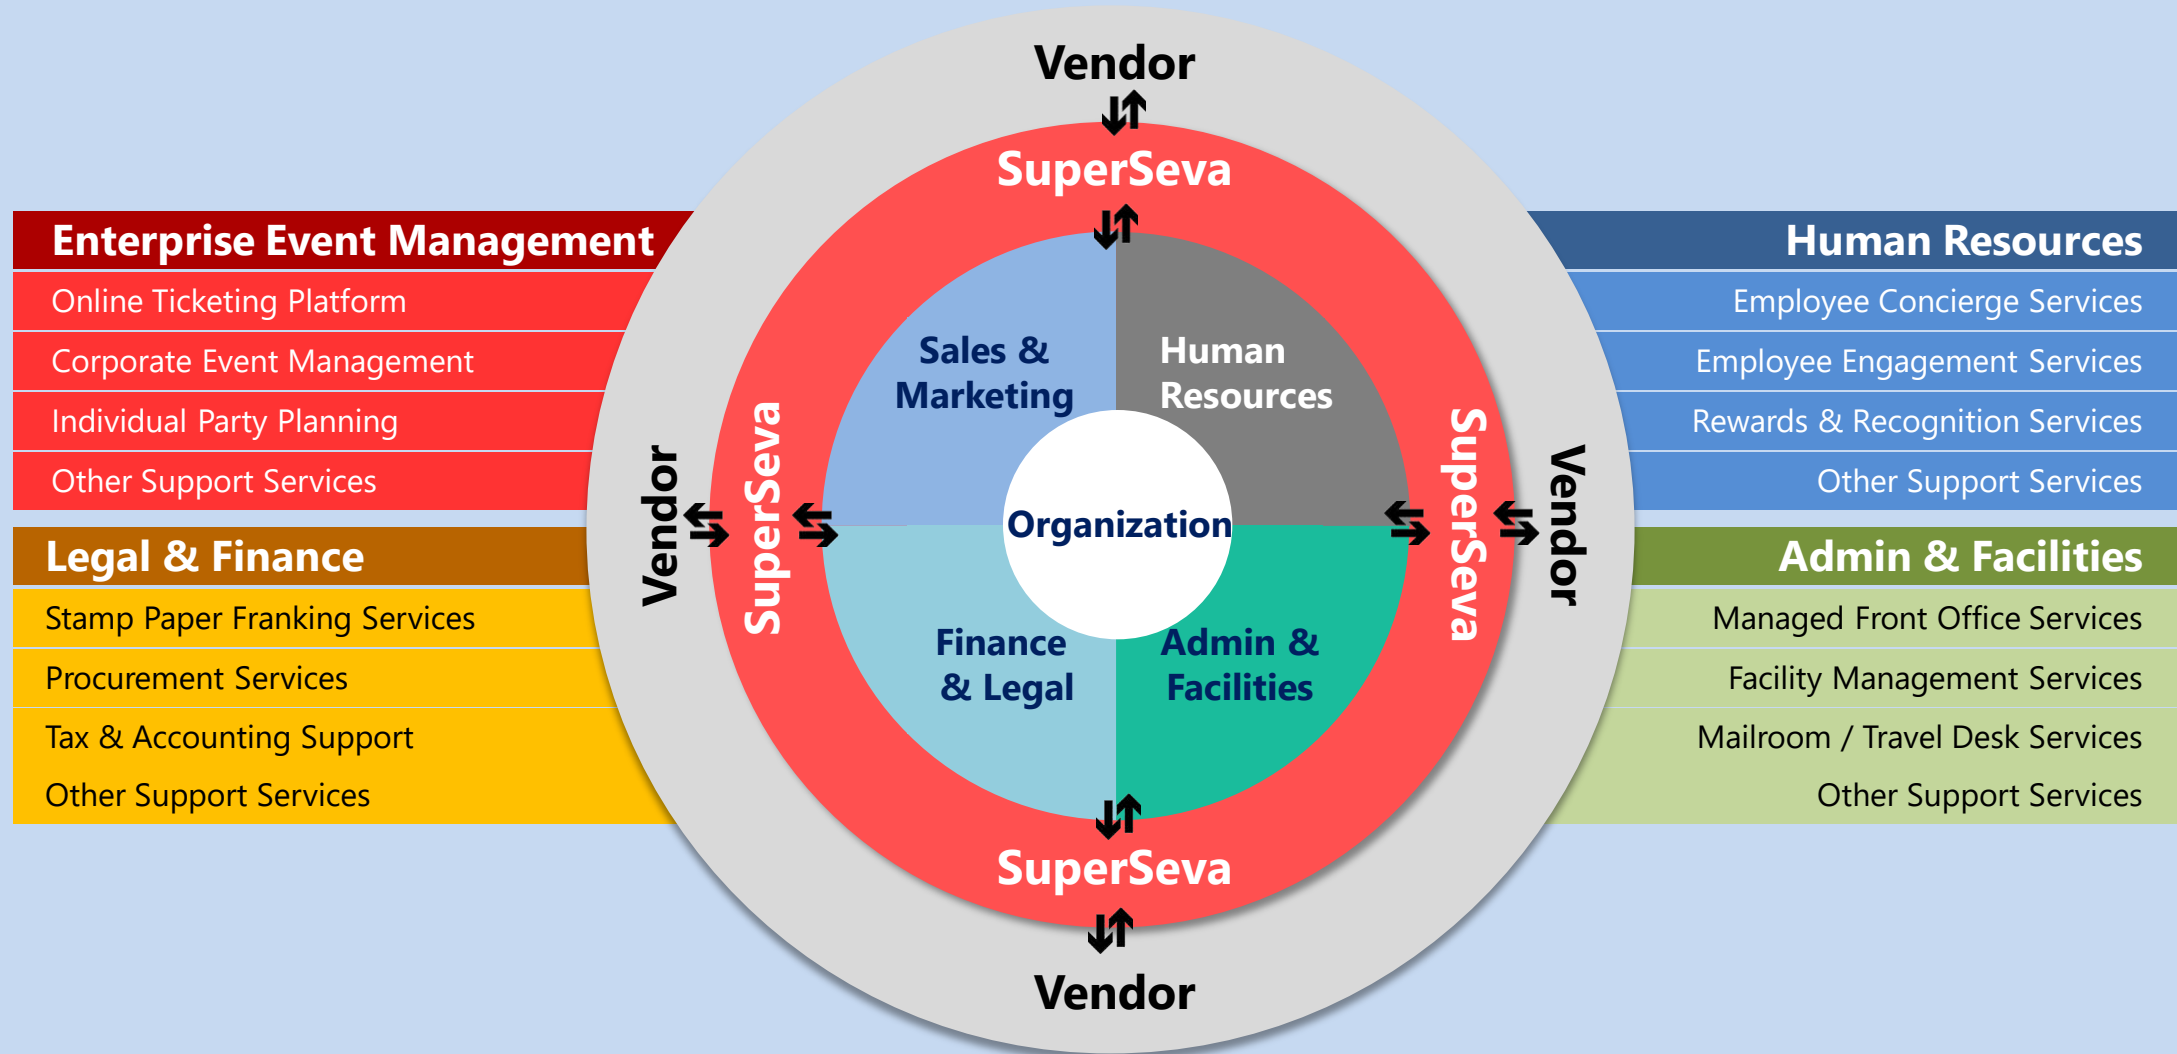 Vendor
SuperSeva
Enterprise Event Management
Online Ticketing Platform
Corporate Event Management
Individual Party Planning
Other Support Services
Legal & Finance
Stamp Paper Franking Services
Procurement Services
Tax & Accounting Support
Other Support Services
Vendor
SuperSeva
Sales &
Marketing
Human
Resources
Organization
Finance
& Legal
Admin &
Facilities
SuperSeva
Vendor
Human Resources
Employee Concierge Services
Employee Engagement Services
Rewards & Recognition Services
Other Support Services
Admin & Facilities
Managed Front Office Services
Facility Management Services
Mailroom / Travel Desk Services
Other Support Services
SuperSeva
Vendor